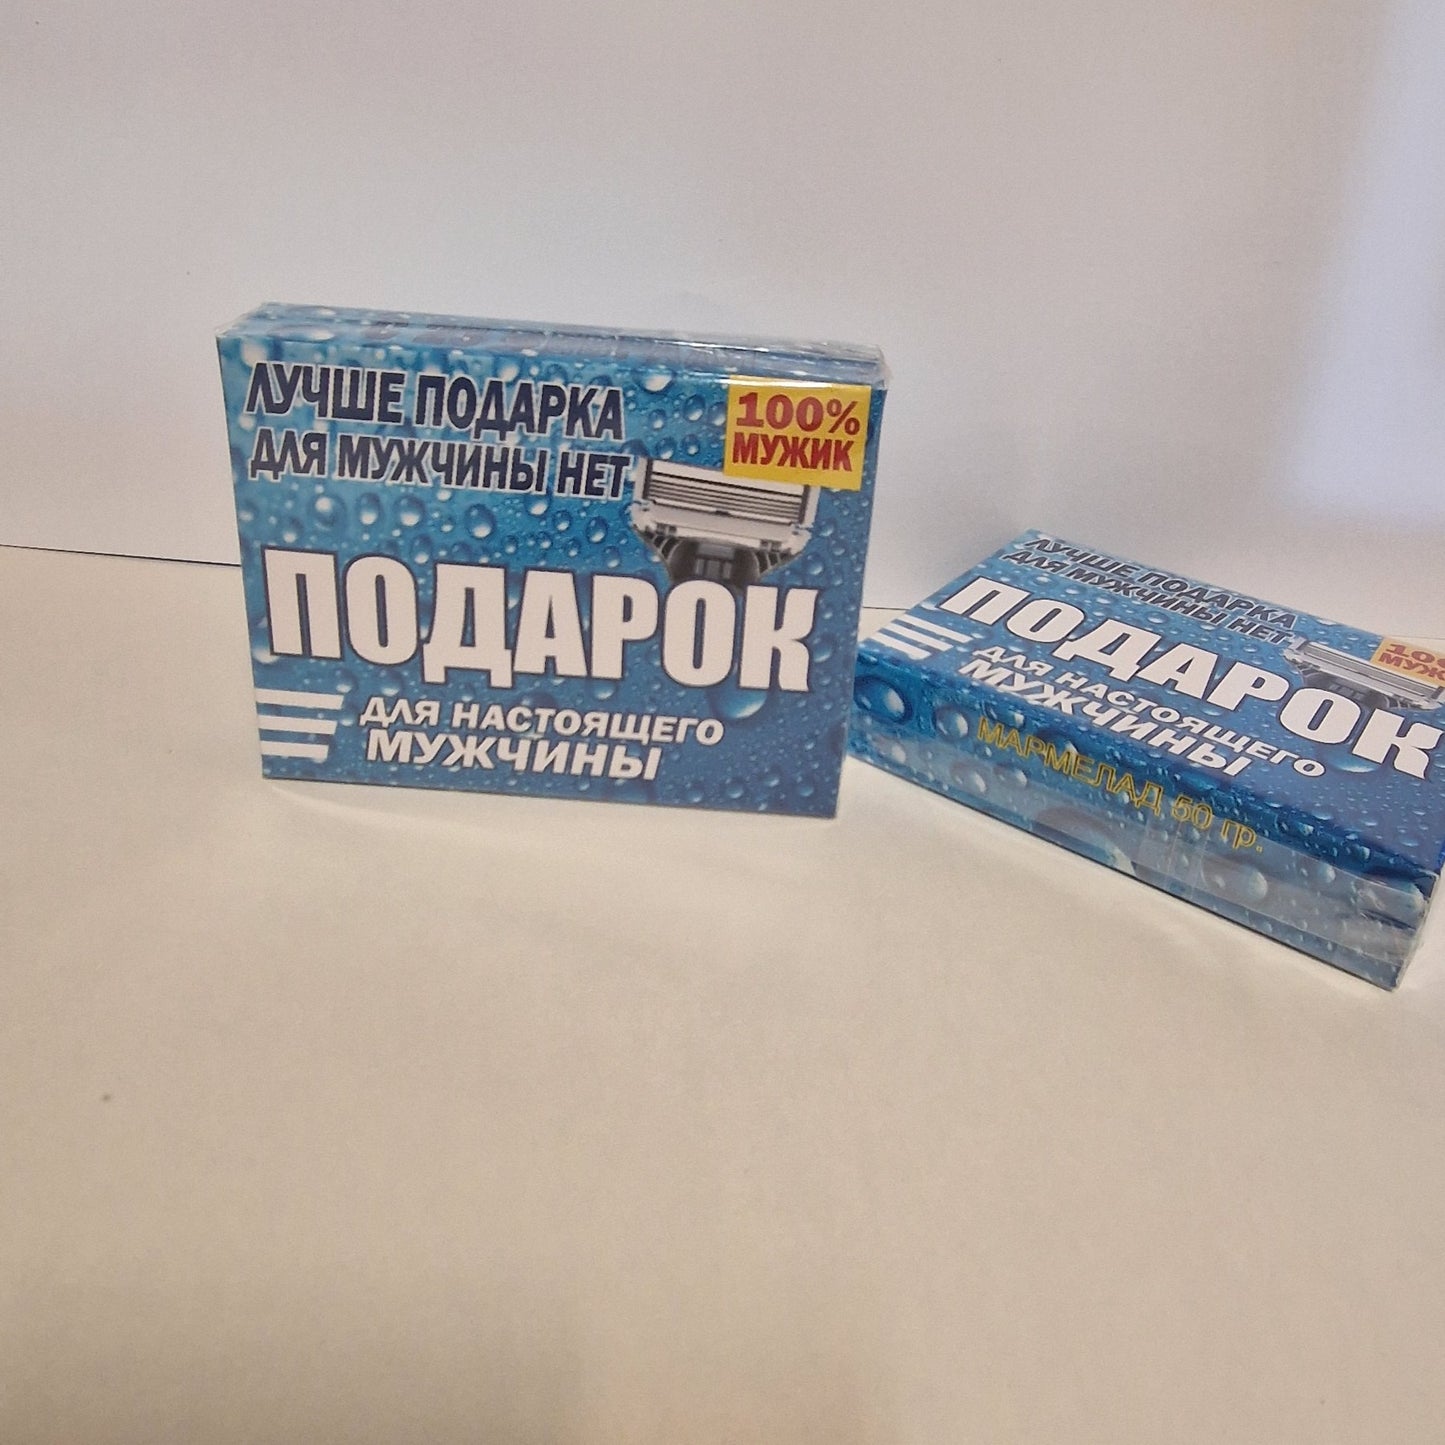 ЛУЧШЕ ПОДАРКА
ДЛЯ МУЖЧИНЫ НЕТ
100%
МУЖИК
ПОДАРОК
ДЛЯ НАСТОЯЩЕГО
МУЖЧИНЫ
ЛУЧШЕ ПОДАРКА
ДЛЯ МУЖЧИНЫ НЕТ
ПОДАРОК
ДЛЯ НАСТОЯЩЕГО
МУЖЧИНЫ
МАРМЕЛАД 50 гр.